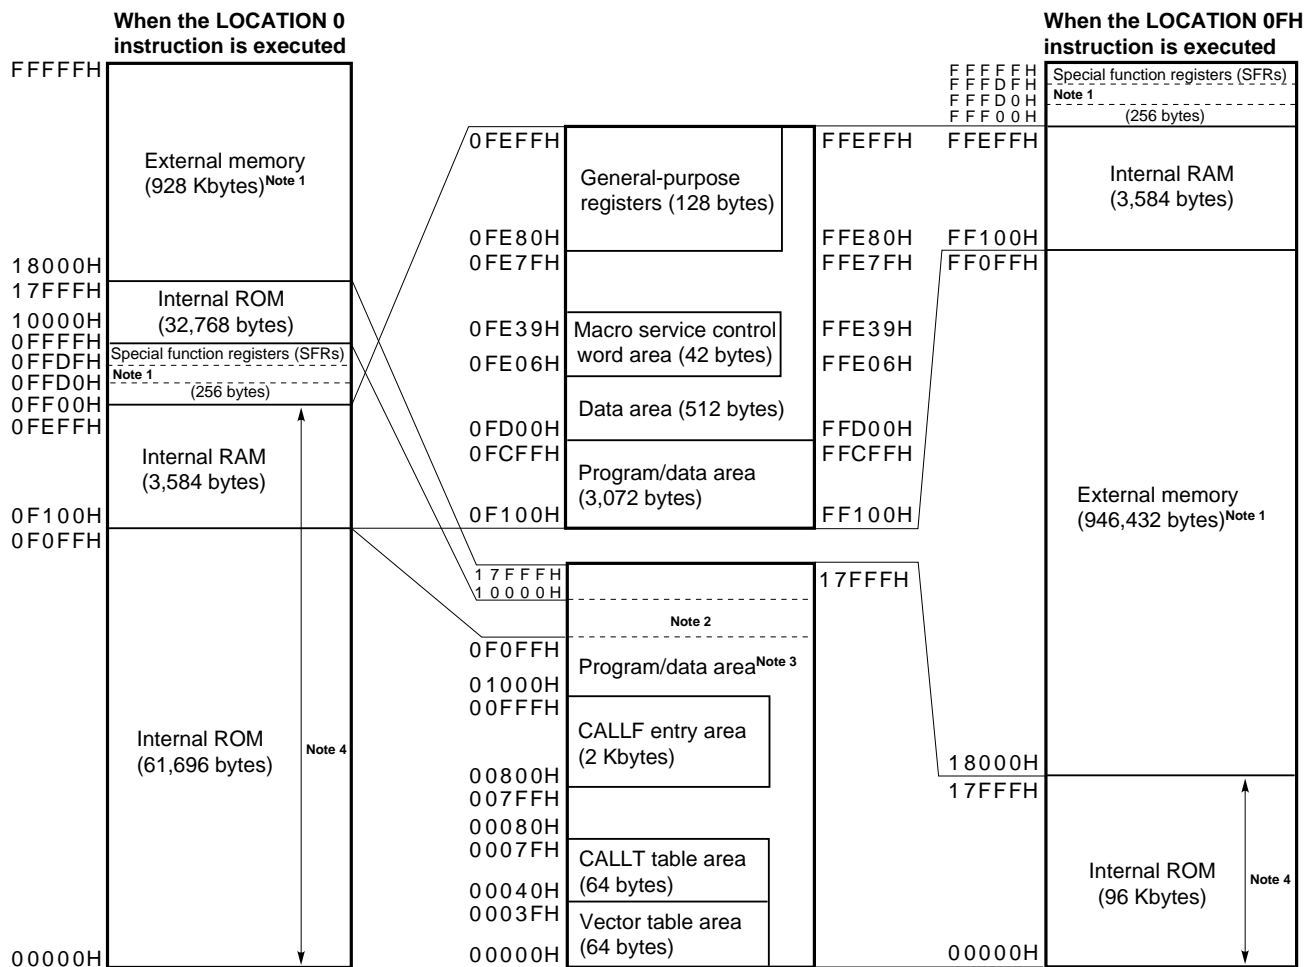 When the LOCATION 0
instruction is executed
FFFFFH
External memory
(928 Kbytes)Note 1
18000H
17FFFH
Internal ROM
(32,768 bytes)
10000H
0FFFFH
Special function registers (SFRs)
0FFDFH
Note 1
0FFD0H
(256 bytes)
0FF00H
0FEFFH
Internal RAM
(3,584 bytes)
0F100H
0F0FFH
Internal ROM
(61,696 bytes)
Note 4
00000H
0FEFFH
General-purpose
registers (128 bytes)
0FE80H
0FE7FH
0FE39H
Macro service control
word area (42 bytes)
0FE06H
Data area (512 bytes)
0FD00H
0FCFFH
Program/data area
(3,072 bytes)
0F100H
FFEFFH
FFE80H
FFE7FH
FFE39H
FFE06H
FFD00H
FFCFFH
FF100H
17FFFH
10000H
Note 2
0F0FFH
Program/data areaNote 3
01000H
00FFFH
CALLF entry area
(2 Kbytes)
00800H
007FFH
00080H
0007FH
CALLT table area
(64 bytes)
00040H
0003FH
Vector table area
(64 bytes)
00000H
17FFFH
When the LOCATION 0FH
instruction is executed
FFFFFH
Special function registers (SFRs)
FFFDFH
Note 1
FFFD0H
FFF00H
(256 bytes)
FFEFFH
Internal RAM
(3,584 bytes)
FF100H
FF0FFH
External memory
(946,432 bytes)Note 1
18000H
17FFFH
Internal ROM
(96 Kbytes)
Note 4
00000H